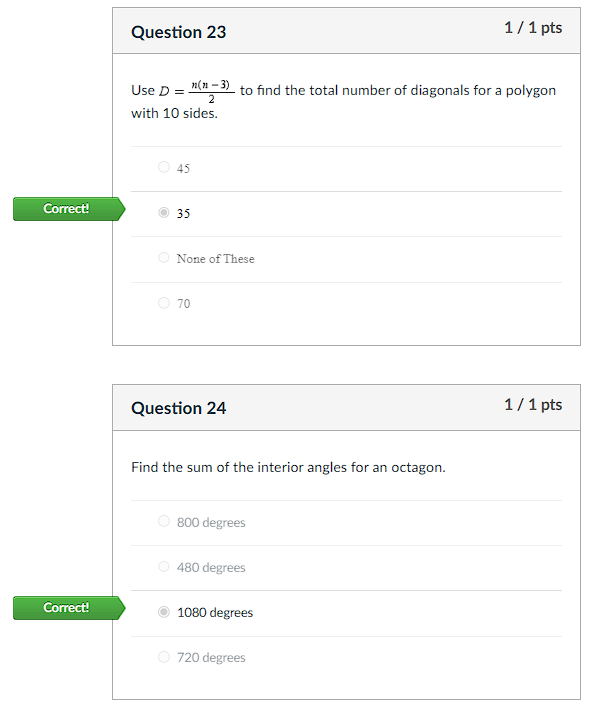 Question 23
1 / 1 pts
Use D = n(n − 3)/2 to find the total number of diagonals for a polygon
with 10 sides.
45
Correct!
35
None of These
70
Question 24
1 / 1 pts
Find the sum of the interior angles for an octagon.
800 degrees
480 degrees
Correct!
1080 degrees
720 degrees